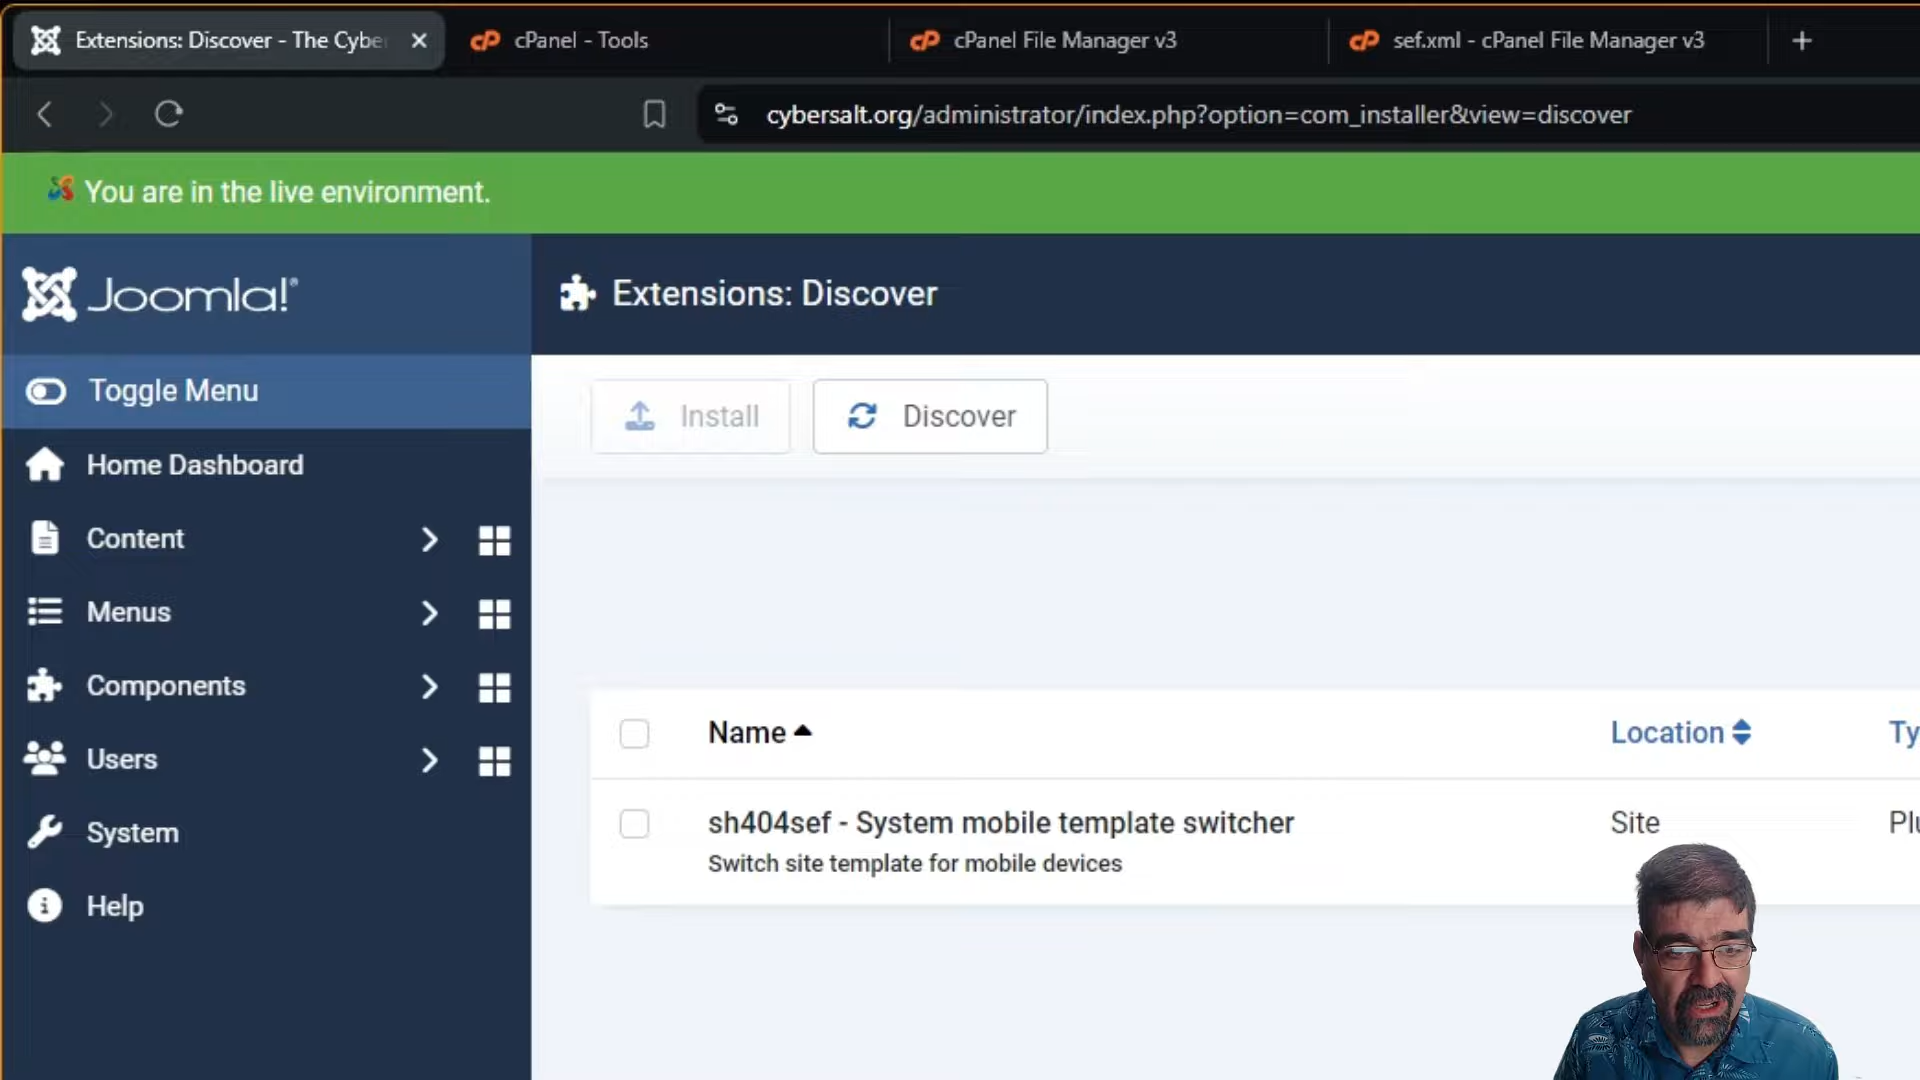 Extensions: Discover - The Cybe
cPanel - Tools
cPanel File Manager v3
sef.xml - cPanel File Manager v3
cybersalt.org/administrator/index.php?option=com_installer&view=discover
You are in the live environment.
Joomla!®
Extensions: Discover
Toggle Menu
Install
Discover
Home Dashboard
Content
Menus
Components
Users
System
Help
Name
Location
Ty
sh404sef - System mobile template switcher
Site
Plu
Switch site template for mobile devices